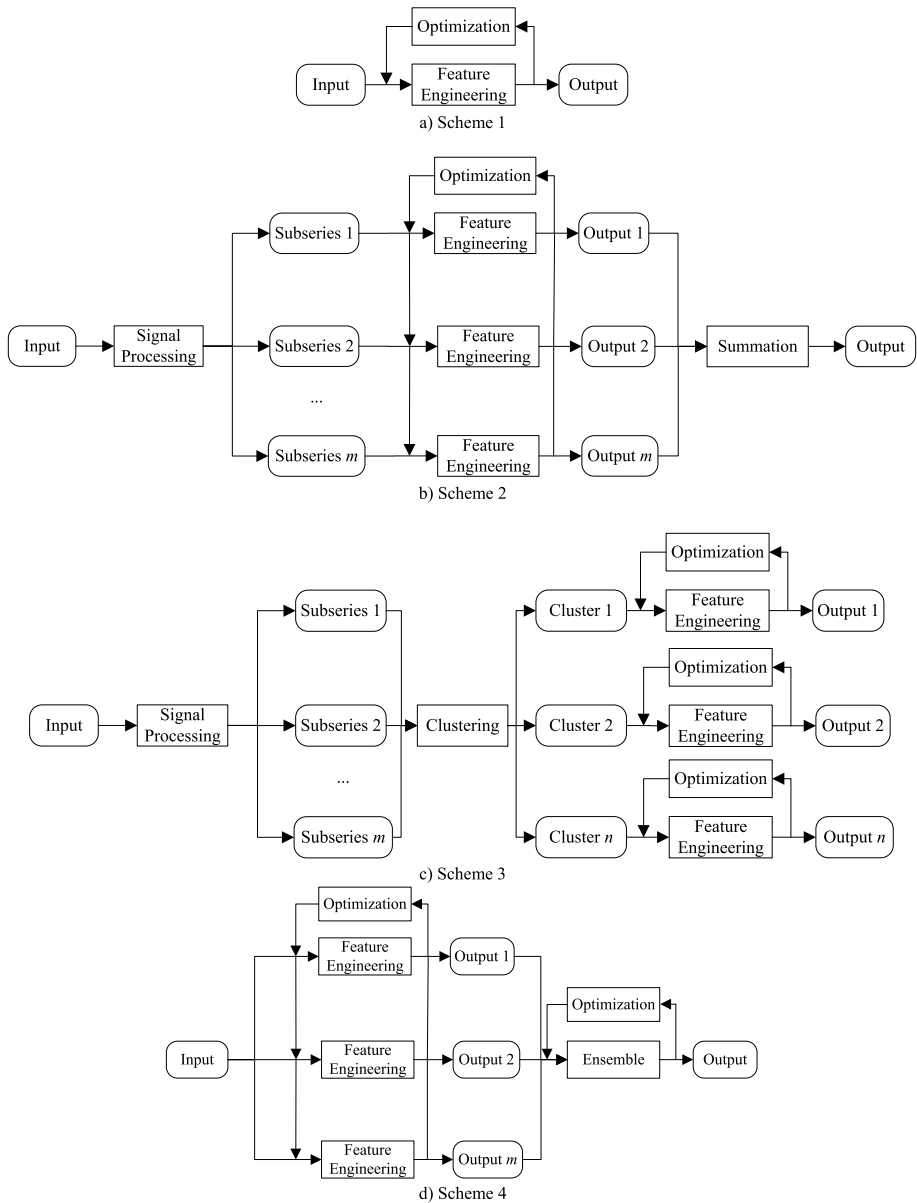 Optimization
Input
Feature
Engineering
Output
a) Scheme 1
Optimization
Subseries 1
Feature
Engineering
Output 1
Input
Signal
Processing
Subseries 2
Feature
Engineering
Output 2
Summation
Output
...
Subseries m
Feature
Engineering
Output m
b) Scheme 2
Optimization
Subseries 1
Cluster 1
Feature
Engineering
Output 1
Optimization
Input
Signal
Processing
Subseries 2
Clustering
Cluster 2
Feature
Engineering
Output 2
...
Optimization
Subseries m
Cluster n
Feature
Engineering
Output n
c) Scheme 3
Optimization
Feature
Engineering
Output 1
Optimization
Input
Feature
Engineering
Output 2
Ensemble
Output
Feature
Engineering
Output m
d) Scheme 4